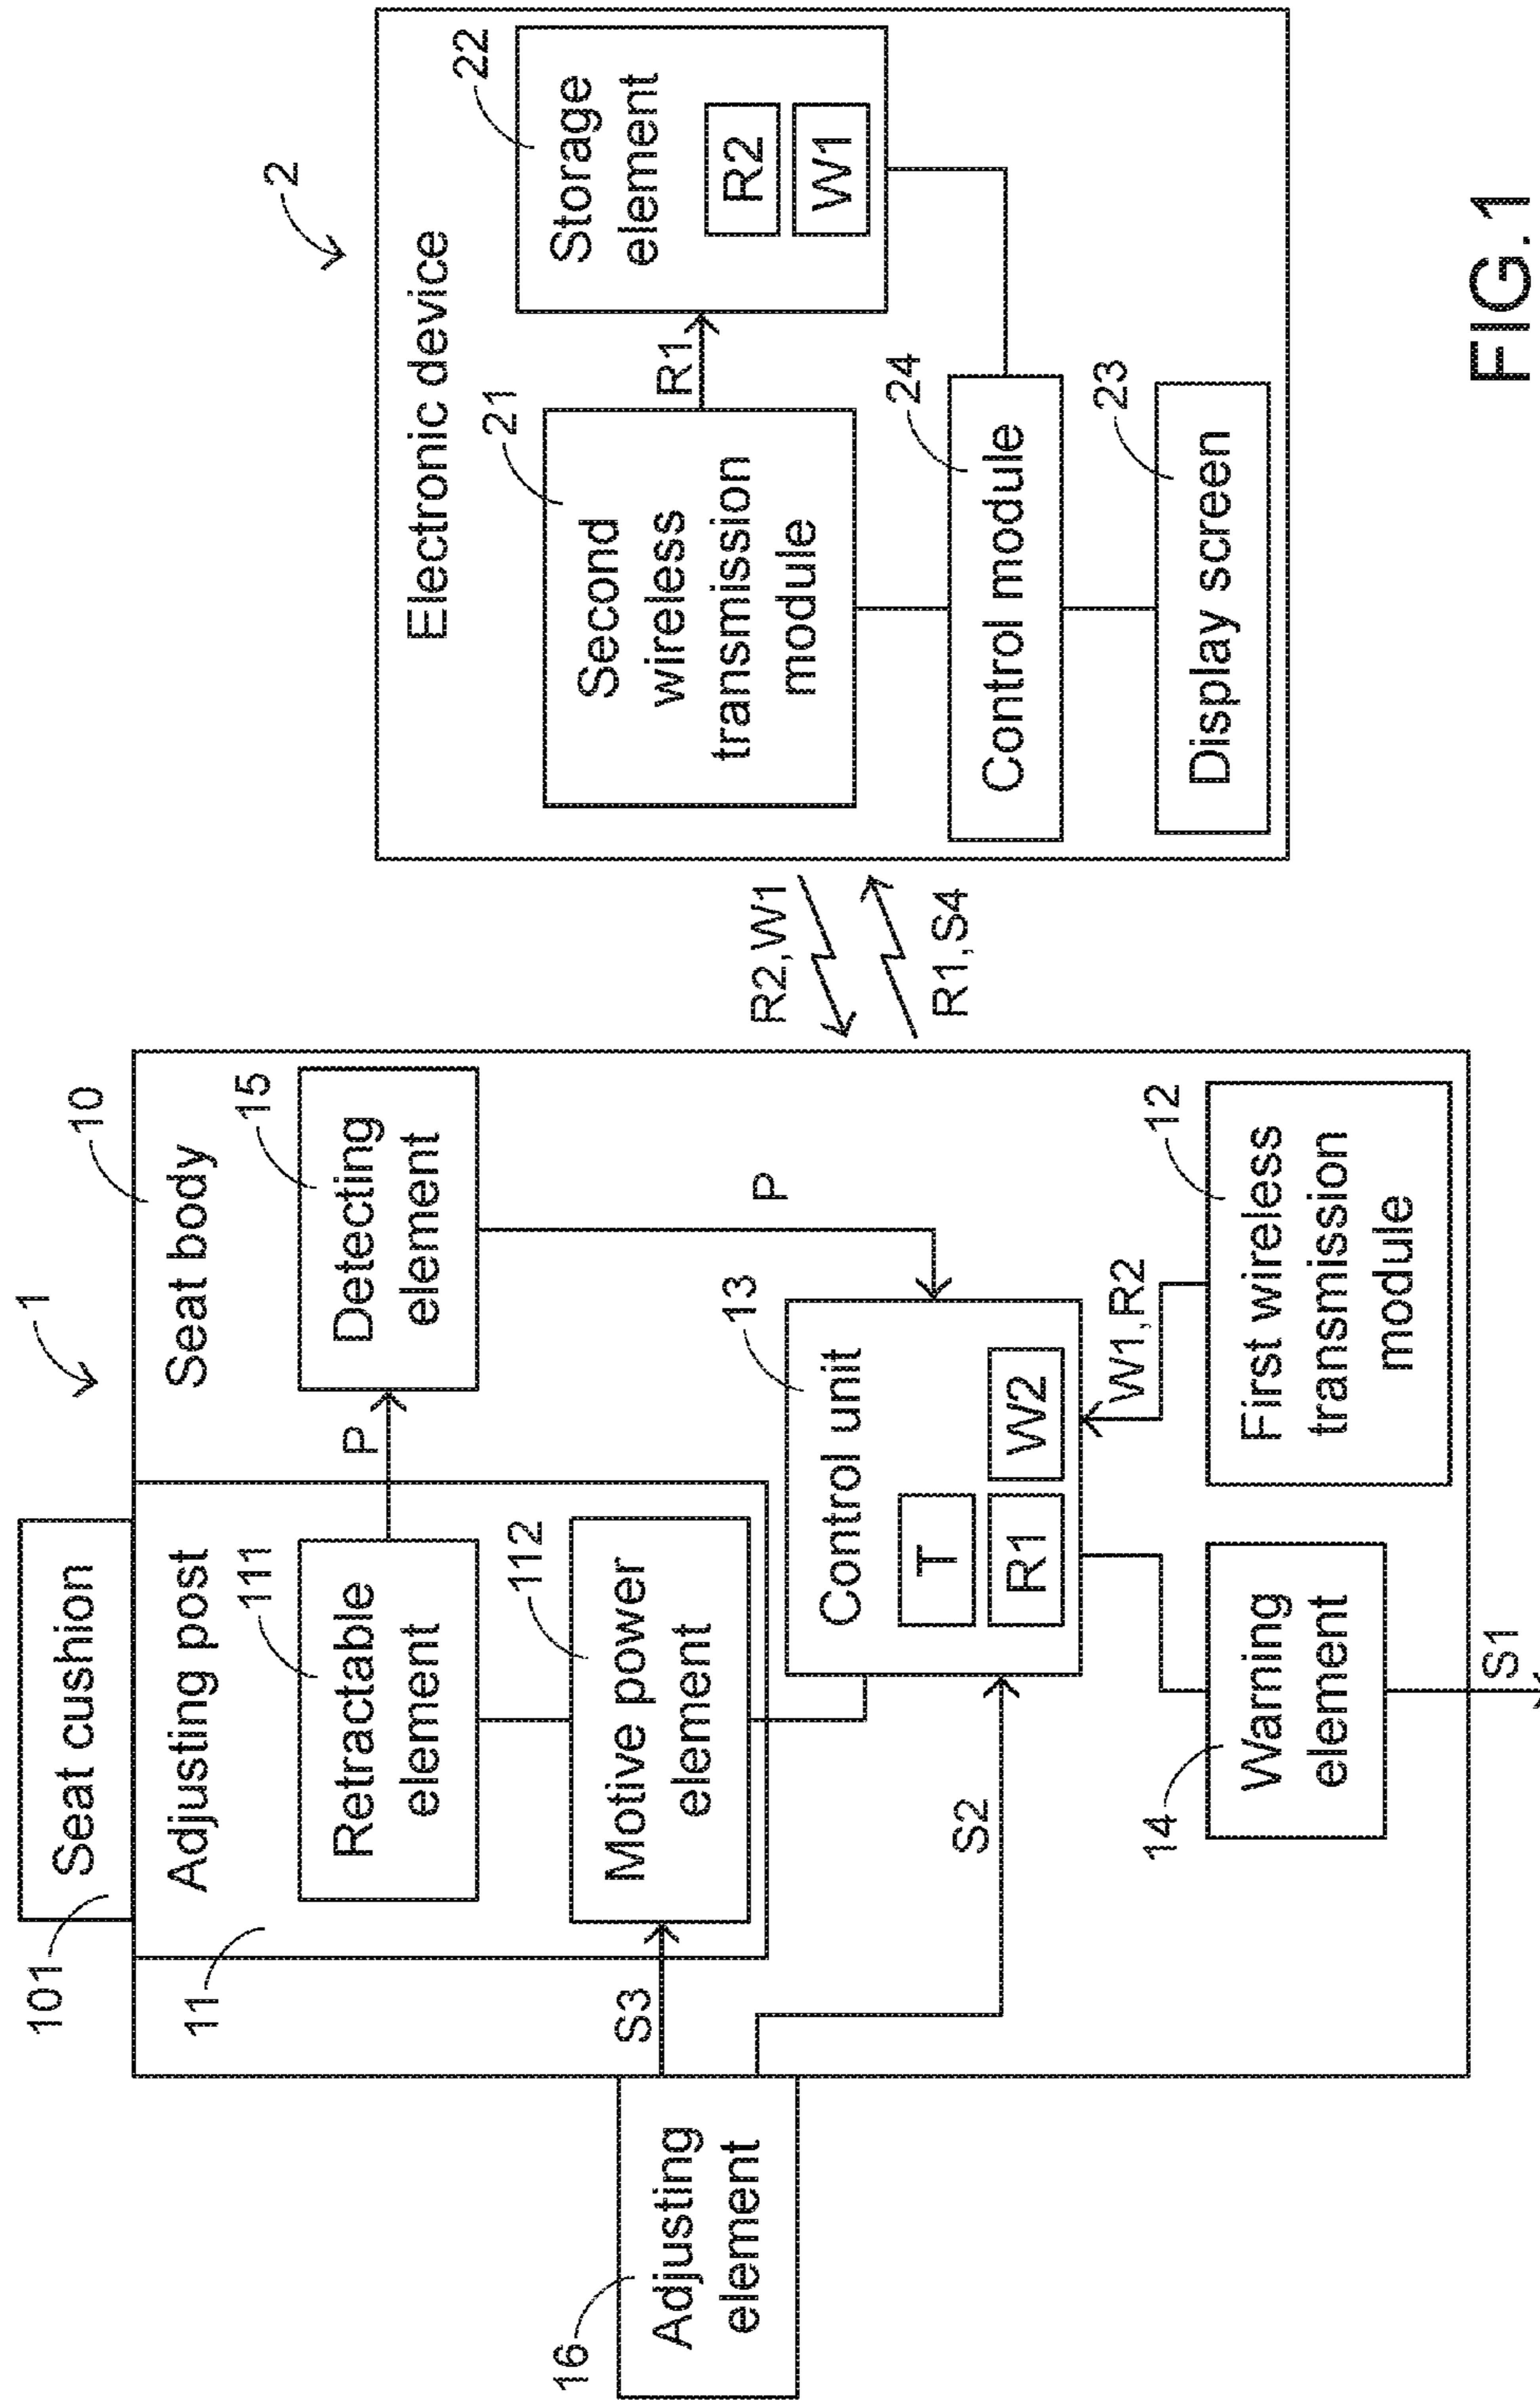 1
101
Seat cushion
10
Seat body
11
Adjusting post
111
Retractable
element
P
15
Detecting
element
112
Motive power
element
S3
16
Adjusting
element
P
13
Control unit
T
R1
W2
S2
W1,R2
14
Warning
element
S1
12
First wireless
transmission
module
R2,W1
R1,S4
2
Electronic device
21
Second
wireless
transmission
module
R1
22
Storage
element
R2
W1
24
Control module
23
Display screen
FIG.1